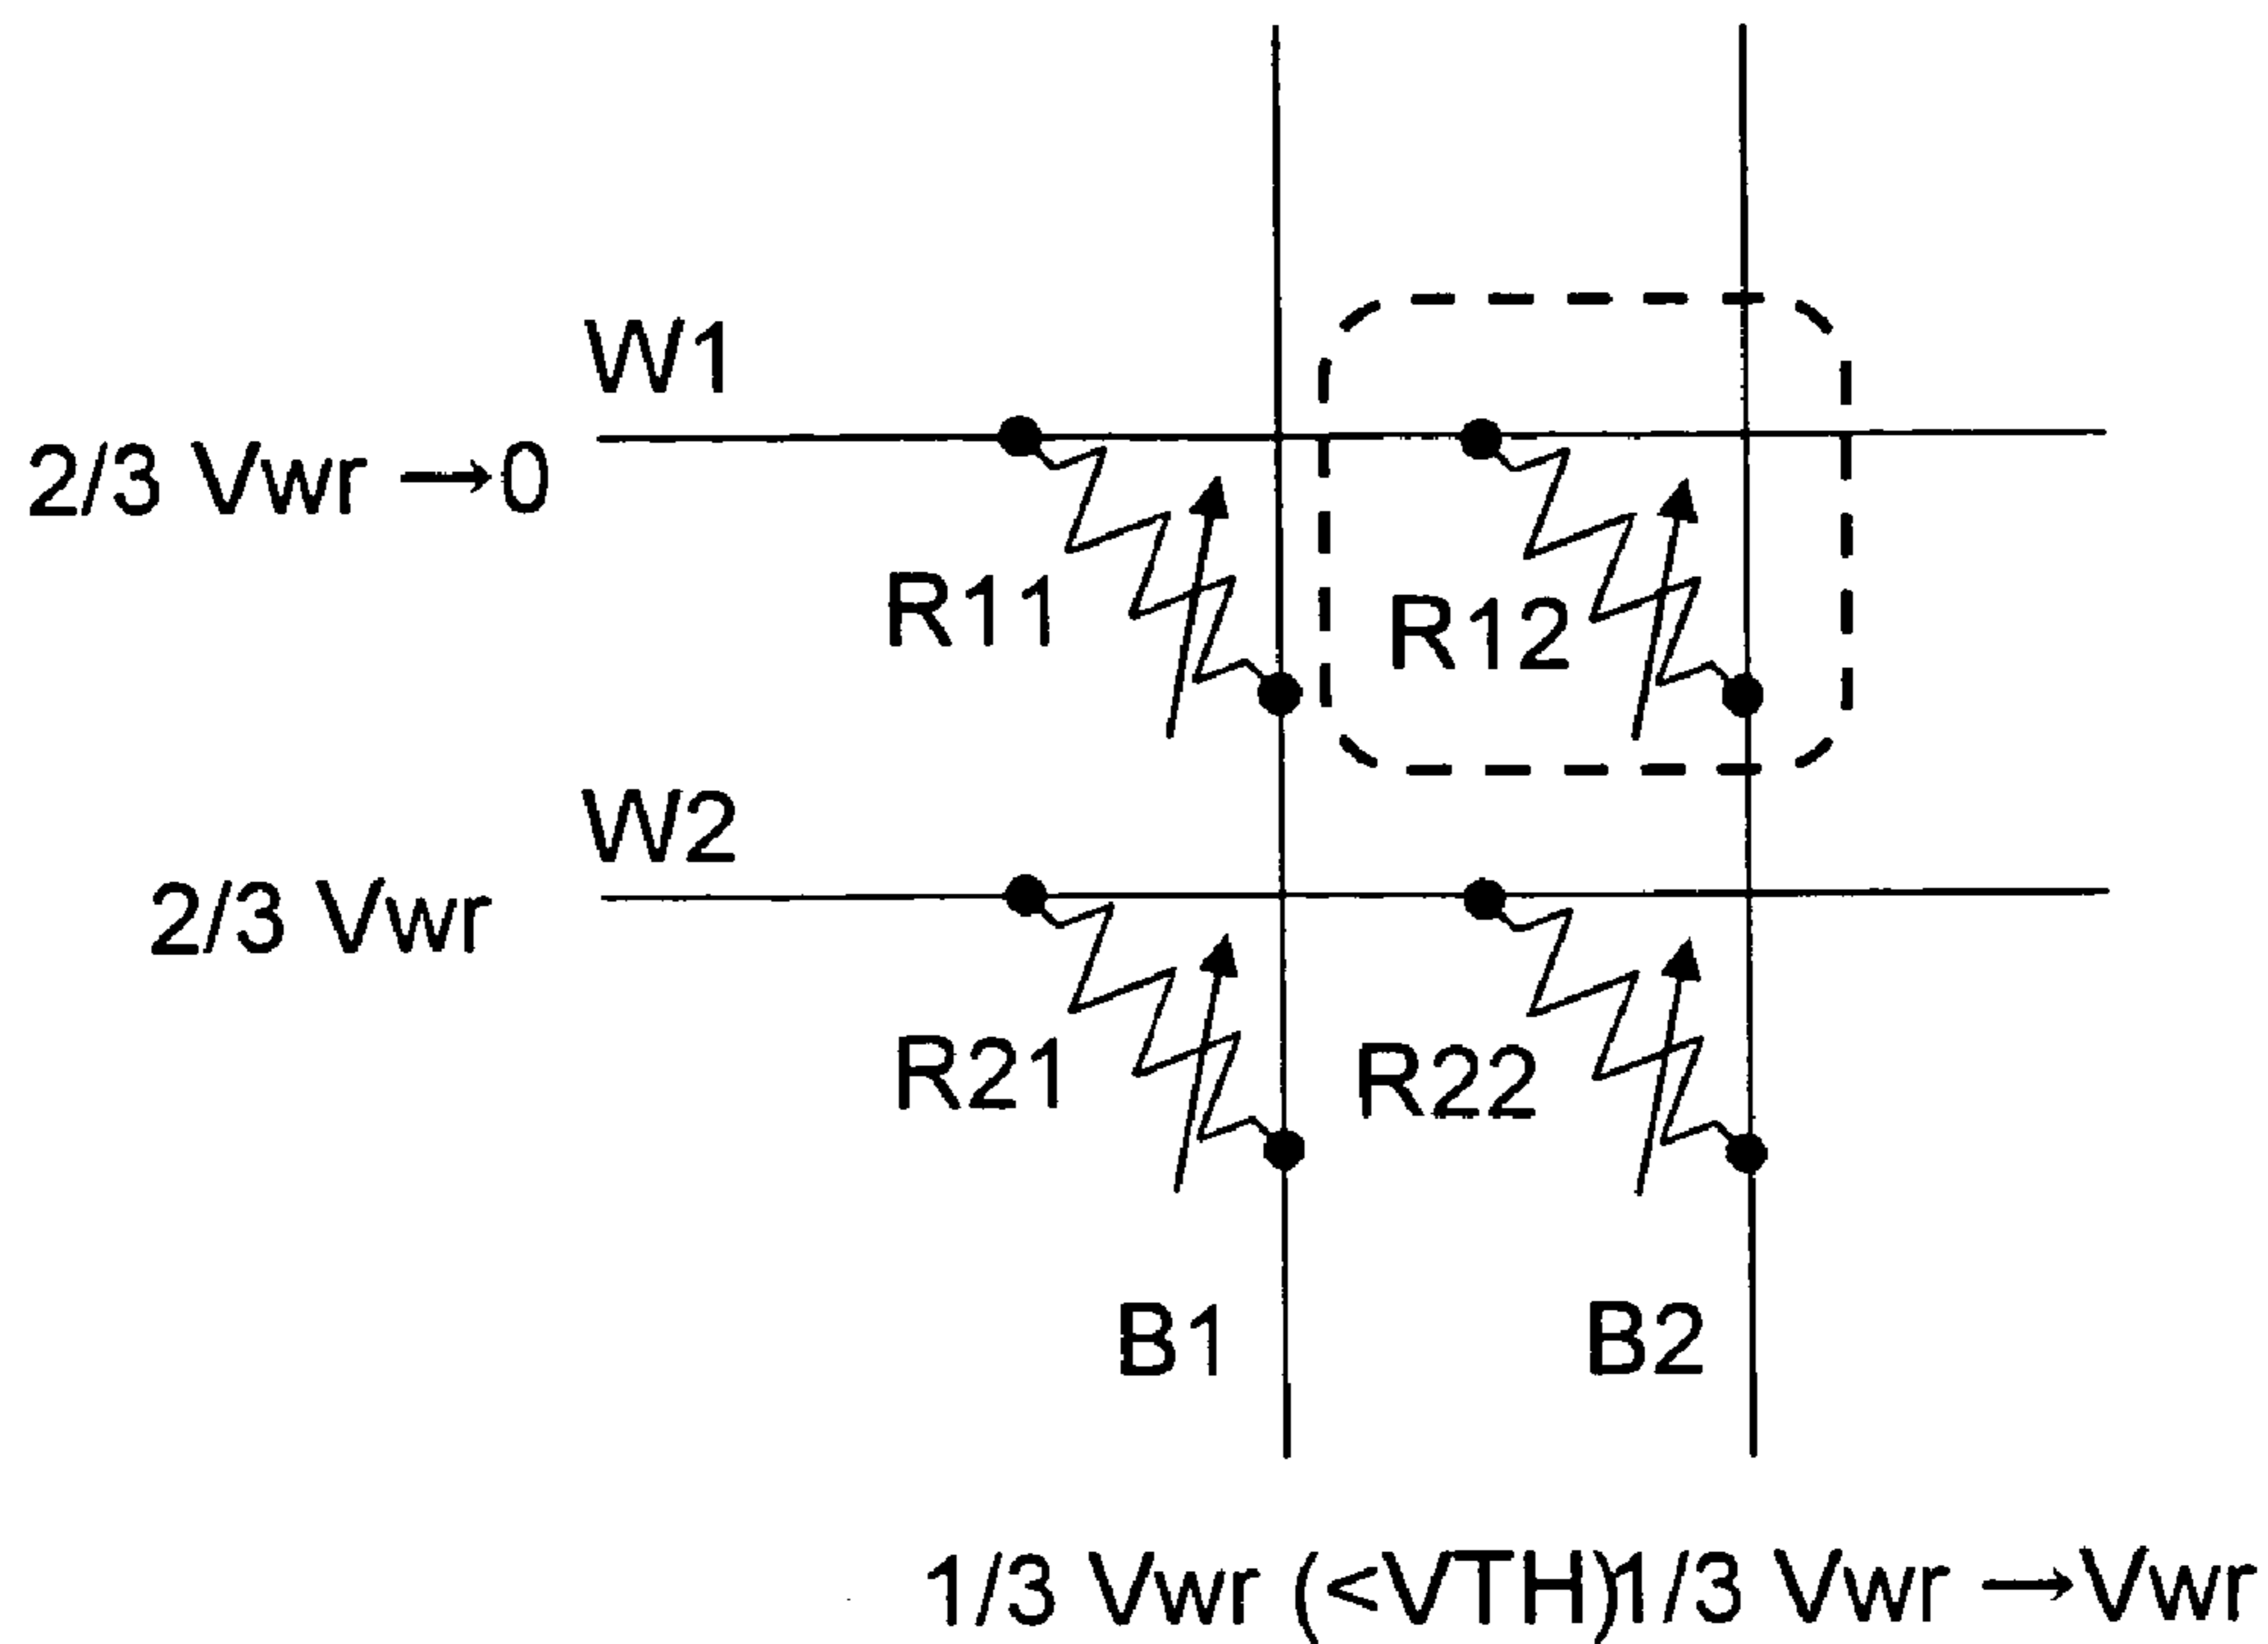 W1
2/3 Vwr →0
R11
R12
W2
2/3 Vwr
R21
R22
B1
B2
1/3 Vwr (<VTH)
1/3 Vwr →Vwr